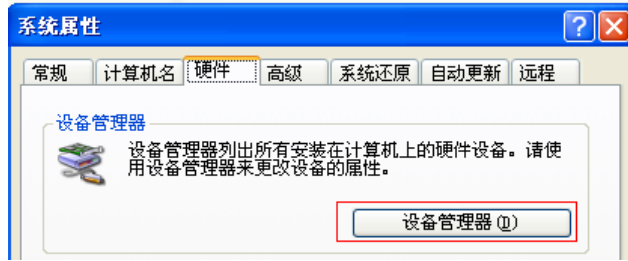 系统属性
常规 计算机名 硬件 高级 系统还原 自动更新 远程
设备管理器
设备管理器列出所有安装在计算机上的硬件设备。请使
用设备管理器来更改设备的属性。
设备管理器(D)